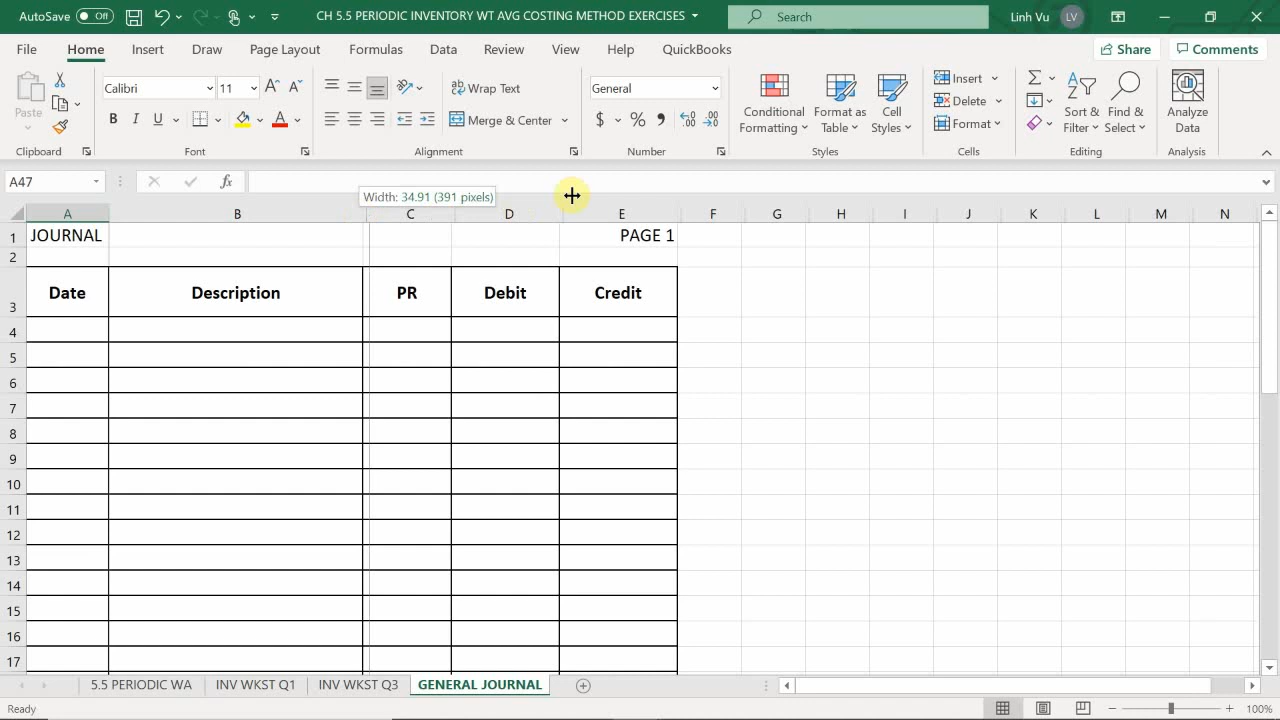 AutoSave Off CH 5.5 PERIODIC INVENTORY WT AVG COSTING METHOD EXERCISES Search Linh Vu LV
File Home Insert Draw Page Layout Formulas Data Review View Help QuickBooks Share Comments
Paste
Clipboard
Calibri 11 A A
B I U A
Font
ab Wrap Text
Merge & Center
Alignment
General
$ % ,
Number
Conditional Formatting
Format as Table
Cell Styles
Styles
Insert
Delete
Format
Cells
Sort & Filter
Find & Select
Editing
Analyze Data
Analysis
A47 fx
Width: 34.91 (391 pixels)
A B C D E F G H I J K L M N
1 JOURNAL PAGE 1
2
3 Date Description PR Debit Credit
4
5
6
7
8
9
10
11
12
13
14
15
16
17
5.5 PERIODIC WA INV WKST Q1 INV WKST Q3 GENERAL JOURNAL
Ready 100%